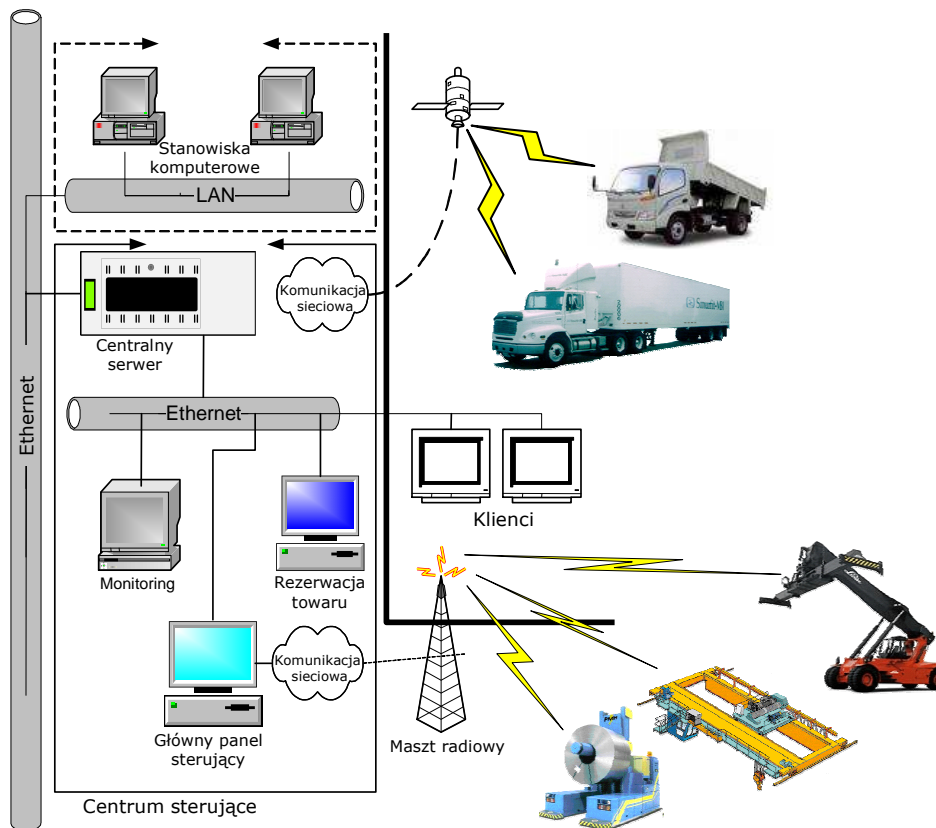 Stanowiska
komputerowe
LAN
Ethernet
Komunikacja
sieciowa
Centralny
serwer
Ethernet
Klienci
Monitoring
Rezerwacja
towaru
Komunikacja
sieciowa
Główny panel
sterujący
Maszt radiowy
Centrum sterujące